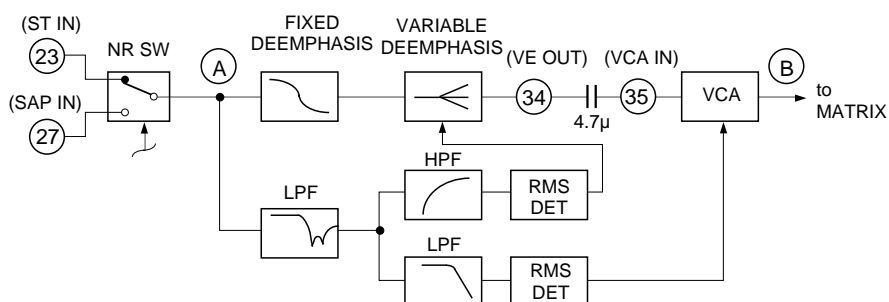 (ST IN)
23
NR SW
(SAP IN)
27
A
FIXED
DEEMPHASIS
VARIABLE
DEEMPHASIS
(VE OUT)
34
4.7µ
(VCA IN)
35
VCA
B
to
MATRIX
LPF
HPF
RMS
DET
LPF
RMS
DET